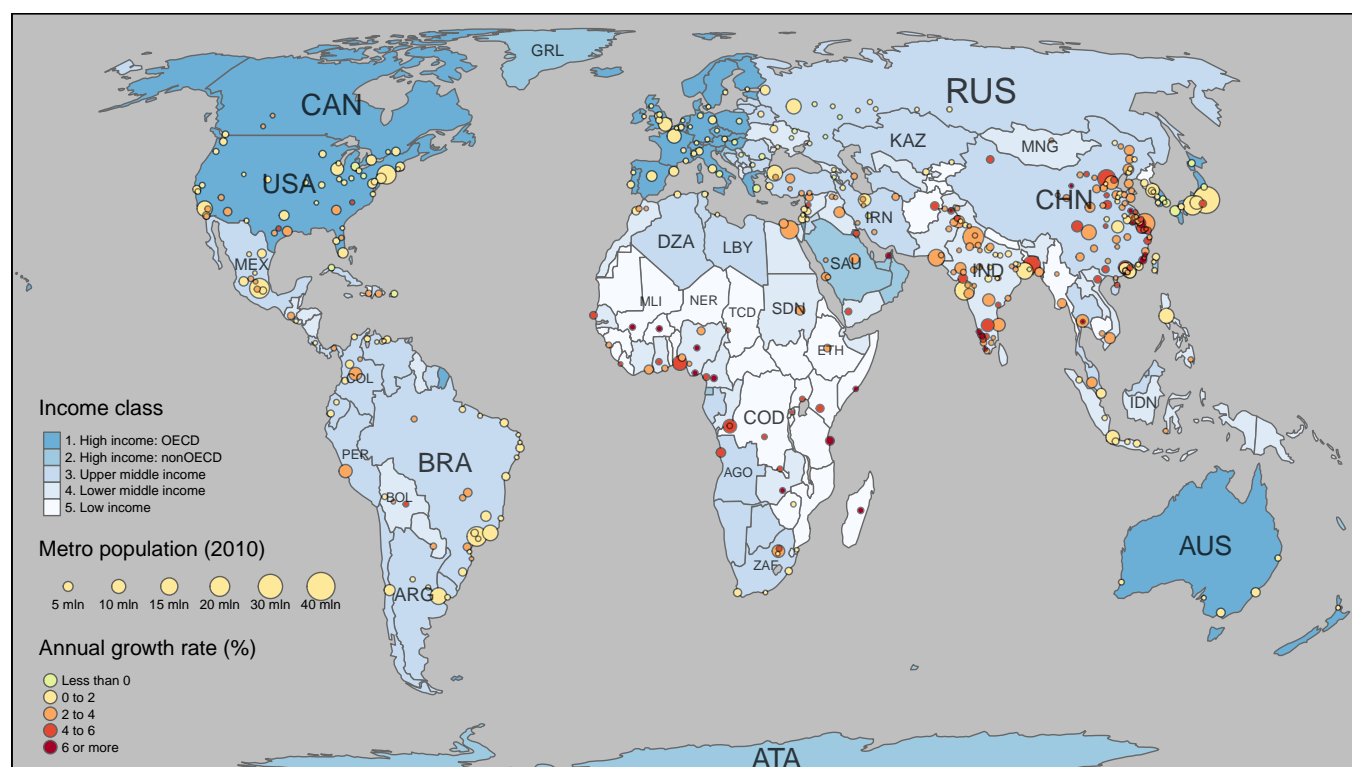 GRL
CAN
RUS
KAZ
MNG
USA
CHN
IRN
DZA
LBY
MEX
SAU
IND
MLI
NER
TCD
SDN
ETH
COL
IDN
COD
PER
BRA
AGO
BOL
AUS
ZAF
ARG
ATA
Income class
1. High income: OECD
2. High income: nonOECD
3. Upper middle income
4. Lower middle income
5. Low income
Metro population (2010)
5 mln 10 mln 15 mln 20 mln 30 mln 40 mln
Annual growth rate (%)
Less than 0
0 to 2
2 to 4
4 to 6
6 or more